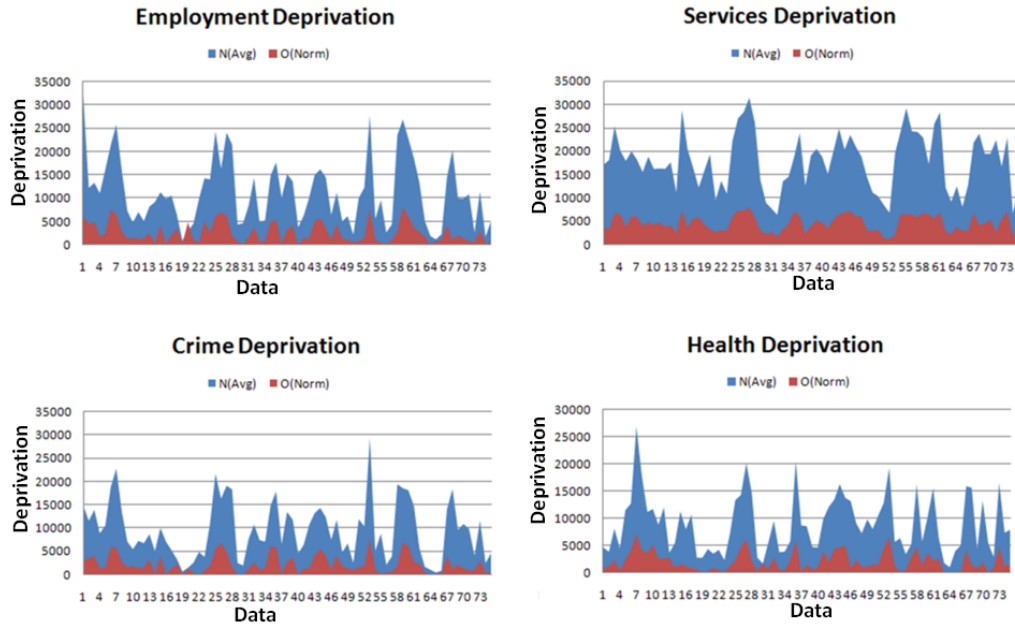 Employment Deprivation
N(Avg) O(Norm)
35000
30000
25000
20000
15000
10000
5000
0
Deprivation
1 4 7 10 13 16 19 22 25 28 31 34 37 40 43 46 49 52 55 58 61 64 67 70 73
Data
Services Deprivation
N(Avg) O(Norm)
35000
30000
25000
20000
15000
10000
5000
0
Deprivation
1 4 7 10 13 16 19 22 25 28 31 34 37 40 43 46 49 52 55 58 61 64 67 70 73
Data
Crime Deprivation
N(Avg) O(Norm)
35000
30000
25000
20000
15000
10000
5000
0
Deprivation
1 4 7 10 13 16 19 22 25 28 31 34 37 40 43 46 49 52 55 58 61 64 67 70 73
Data
Health Deprivation
N(Avg) O(Norm)
30000
25000
20000
15000
10000
5000
0
Deprivation
1 4 7 10 13 16 19 22 25 28 31 34 37 40 43 46 49 52 55 58 61 64 67 70 73
Data